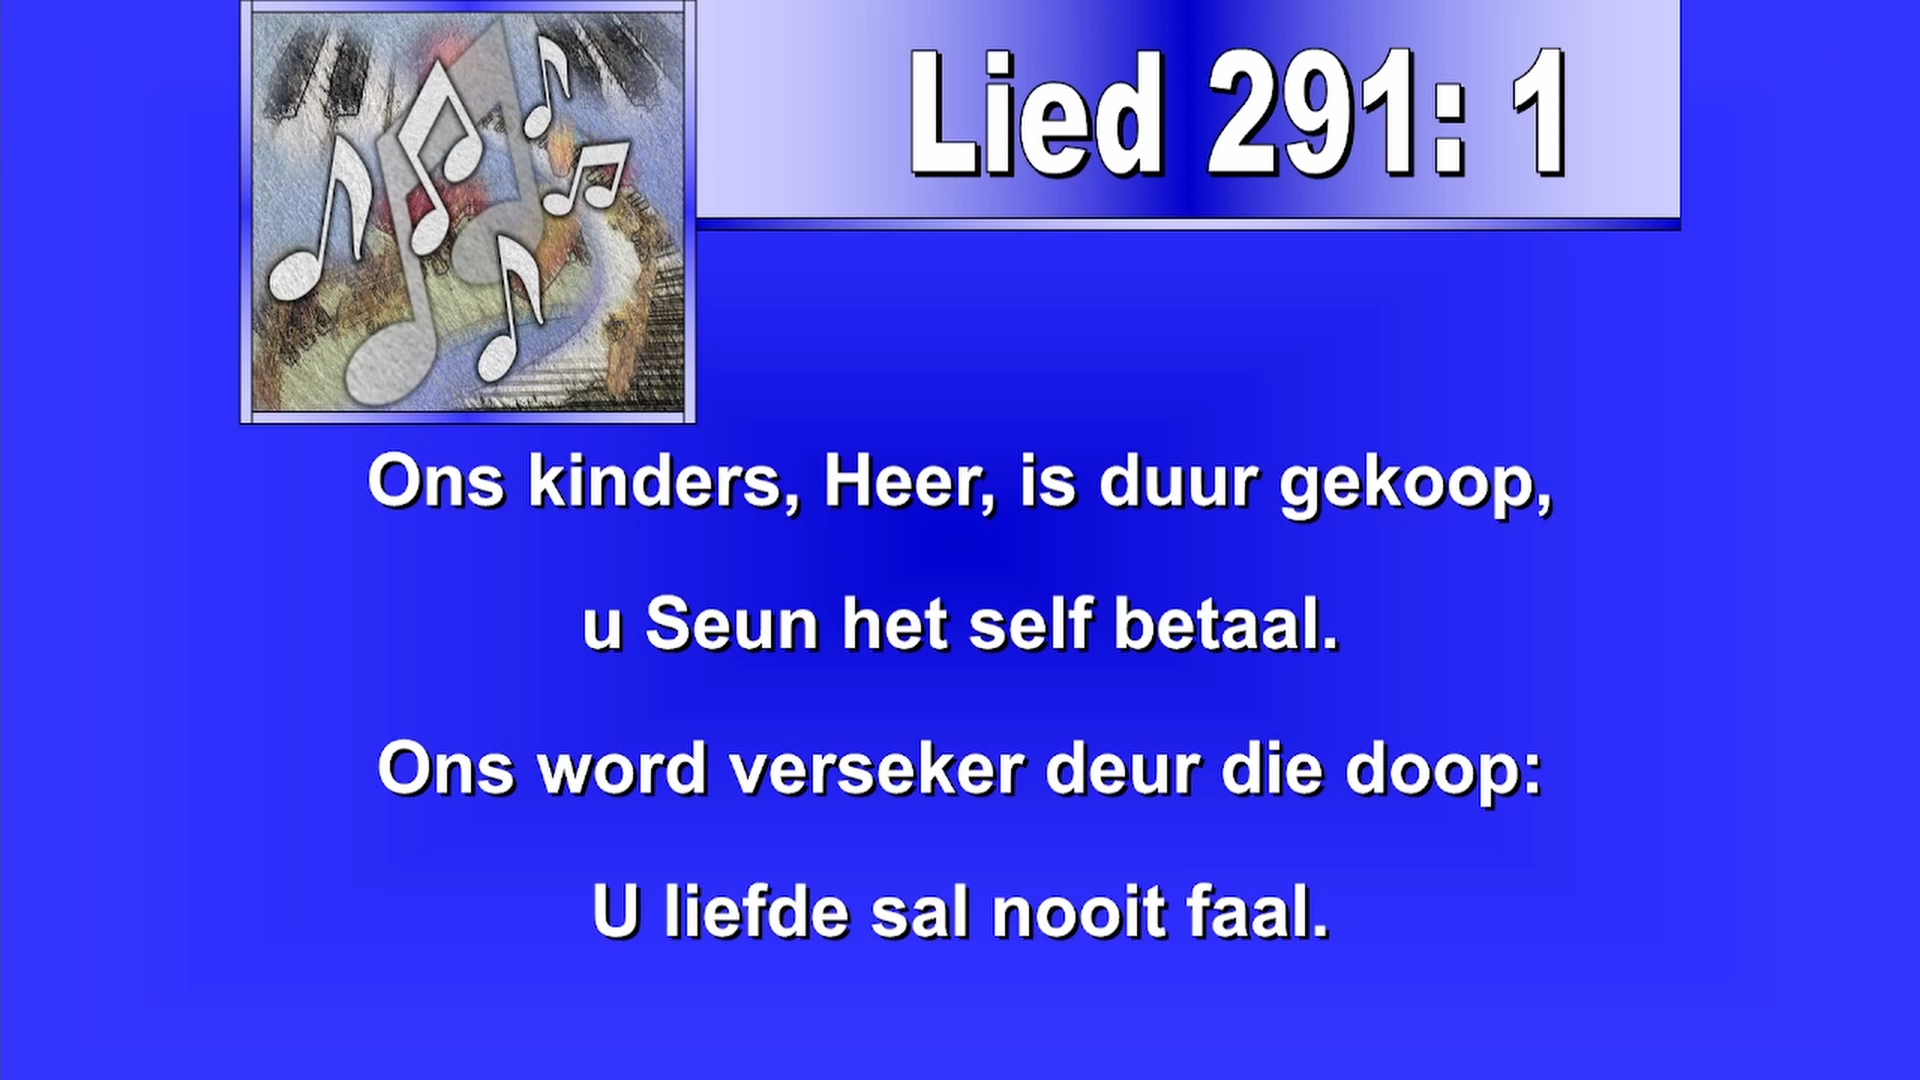 Lied 291: 1
Ons kinders, Heer, is duur gekoop,
u Seun het self betaal.
Ons word verseker deur die doop:
U liefde sal nooit faal.